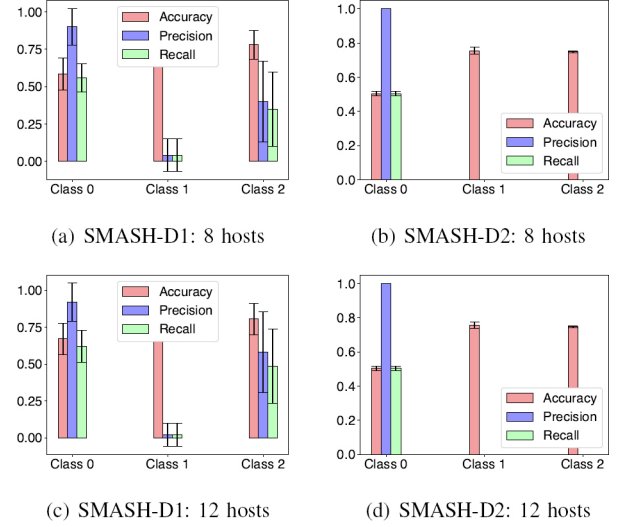 1.00
0.75
0.50
0.25
0.00
Accuracy
Precision
Recall
Class 0 Class 1 Class 2
(a) SMASH-D1: 8 hosts
1.0
0.8
0.6
0.4
0.2
0.0
Accuracy
Precision
Recall
Class 0 Class 1 Class 2
(b) SMASH-D2: 8 hosts
1.00
0.75
0.50
0.25
0.00
Accuracy
Precision
Recall
Class 0 Class 1 Class 2
(c) SMASH-D1: 12 hosts
1.0
0.8
0.6
0.4
0.2
0.0
Accuracy
Precision
Recall
Class 0 Class 1 Class 2
(d) SMASH-D2: 12 hosts